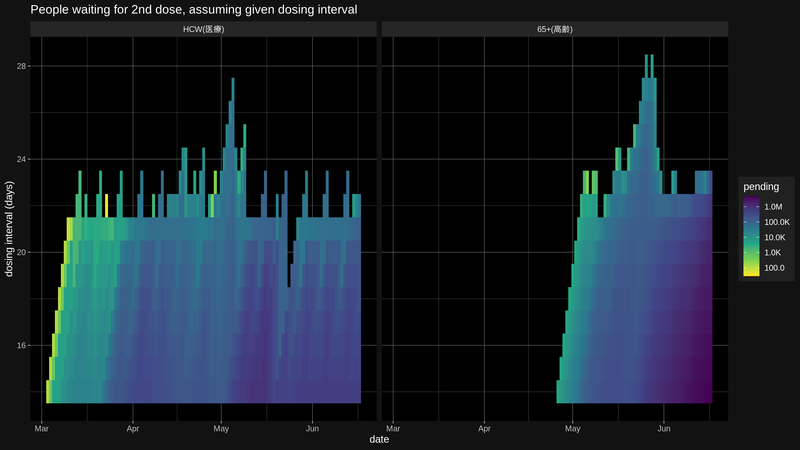 People waiting for 2nd dose, assuming given dosing interval
HCW(医療)
65+(高齢)
dosing interval (days)
28
24
20
16
Mar
Apr
May
Jun
Mar
Apr
May
Jun
date
pending
1.0M
100.0K
10.0K
1.0K
100.0